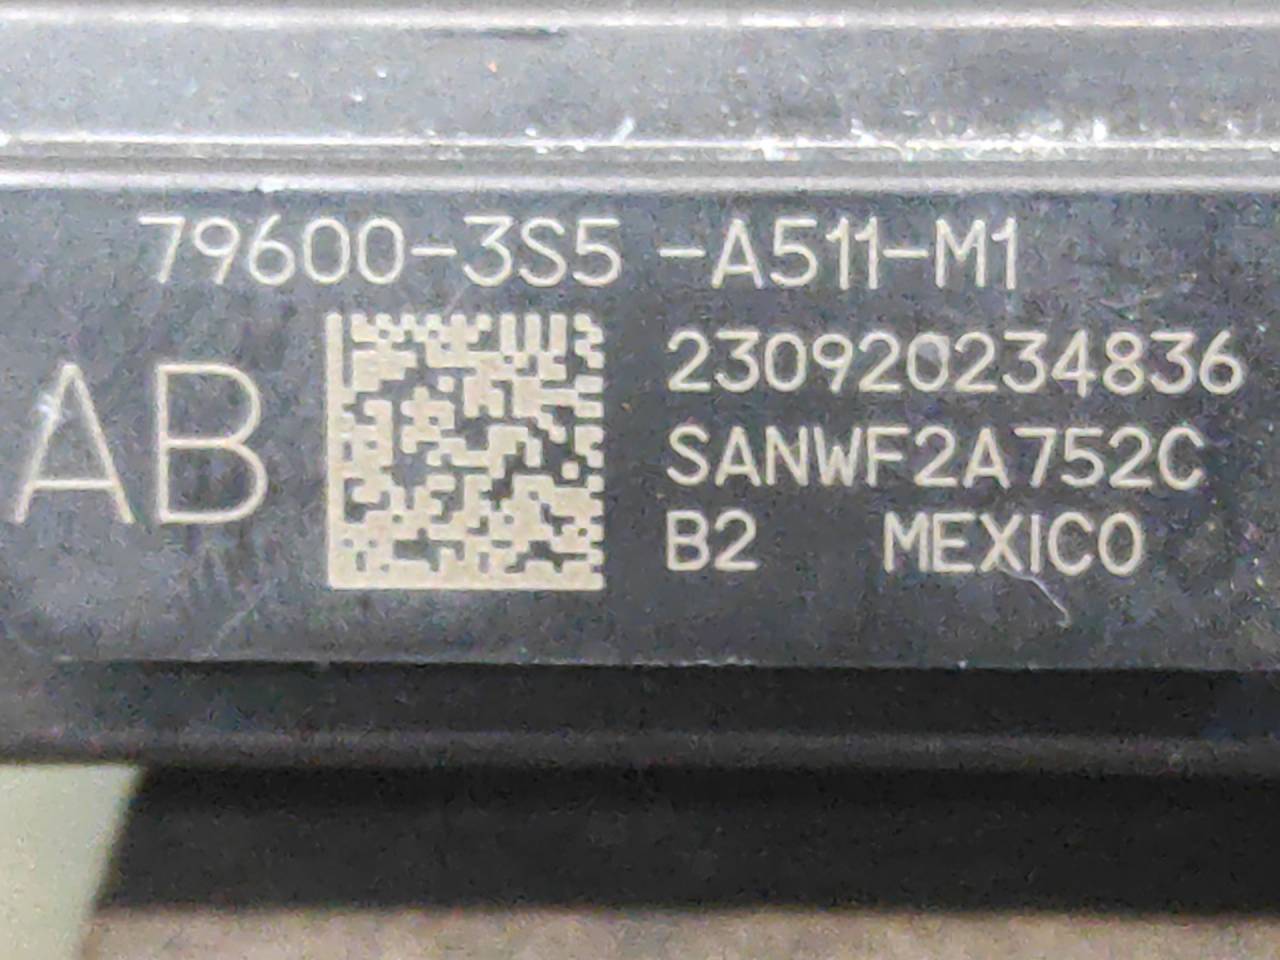 79600-3S5 -A511-M1
AB
230920234836
SANWF2A752C
B2 MEXICO